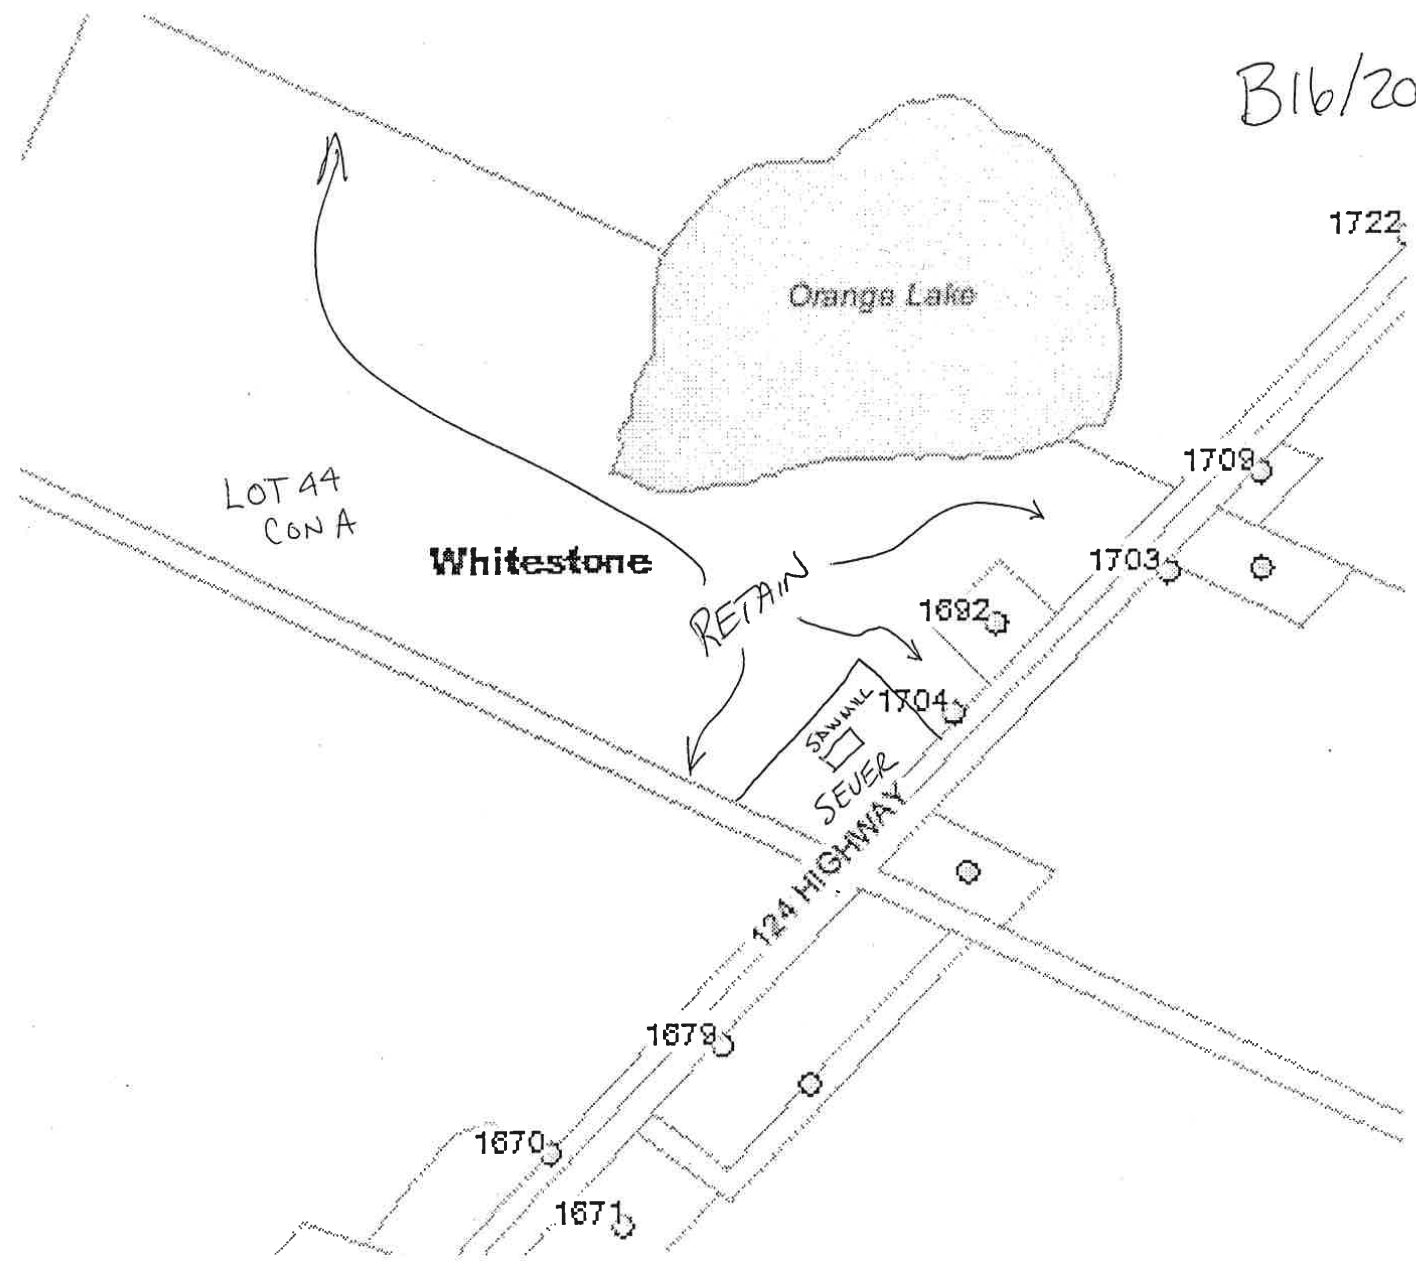 B16/20
1722
Orange Lake
1709
LOT 44
CON A
Whitestone
1703
RETAIN
1692
1704
SAWMILL
SEVER
124 HIGHWAY
1679
1670
1671